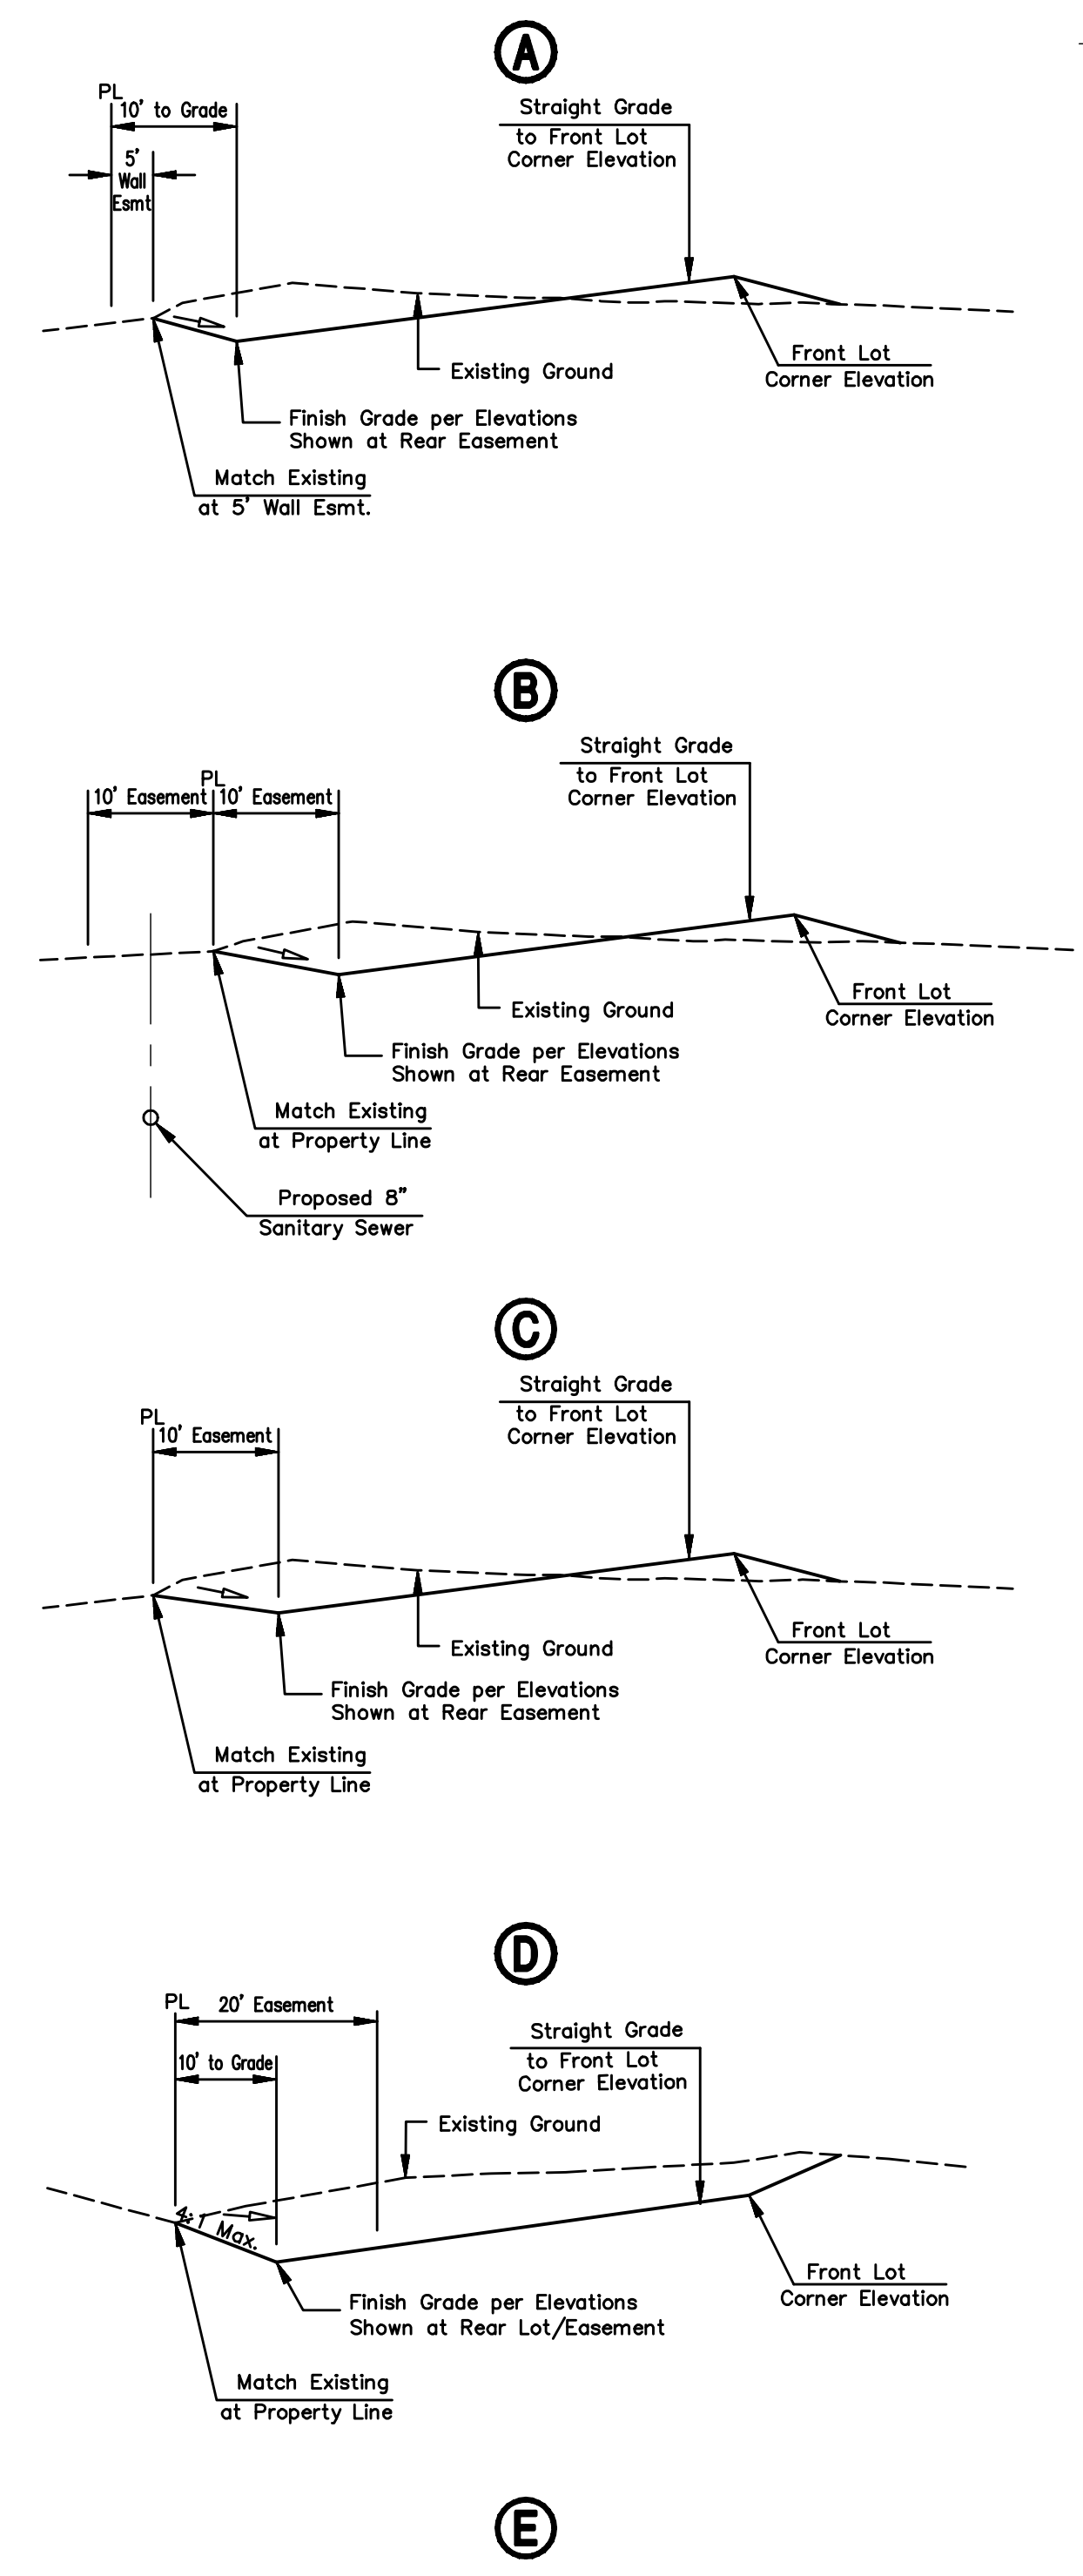 A
PL
10' to Grade
5'
Wall
Esmt
Straight Grade
to Front Lot
Corner Elevation
Existing Ground
Front Lot
Corner Elevation
Finish Grade per Elevations
Shown at Rear Easement
Match Existing
at 5' Wall Esmt.
B
PL
10' Easement
10' Easement
Straight Grade
to Front Lot
Corner Elevation
Existing Ground
Front Lot
Corner Elevation
Finish Grade per Elevations
Shown at Rear Easement
Match Existing
at Property Line
Proposed 8"
Sanitary Sewer
C
PL
10' Easement
Straight Grade
to Front Lot
Corner Elevation
Existing Ground
Front Lot
Corner Elevation
Finish Grade per Elevations
Shown at Rear Easement
Match Existing
at Property Line
D
PL
20' Easement
10' to Grade
Straight Grade
to Front Lot
Corner Elevation
Existing Ground
4:1 Max.
Front Lot
Corner Elevation
Finish Grade per Elevations
Shown at Rear Lot/Easement
Match Existing
at Property Line
E